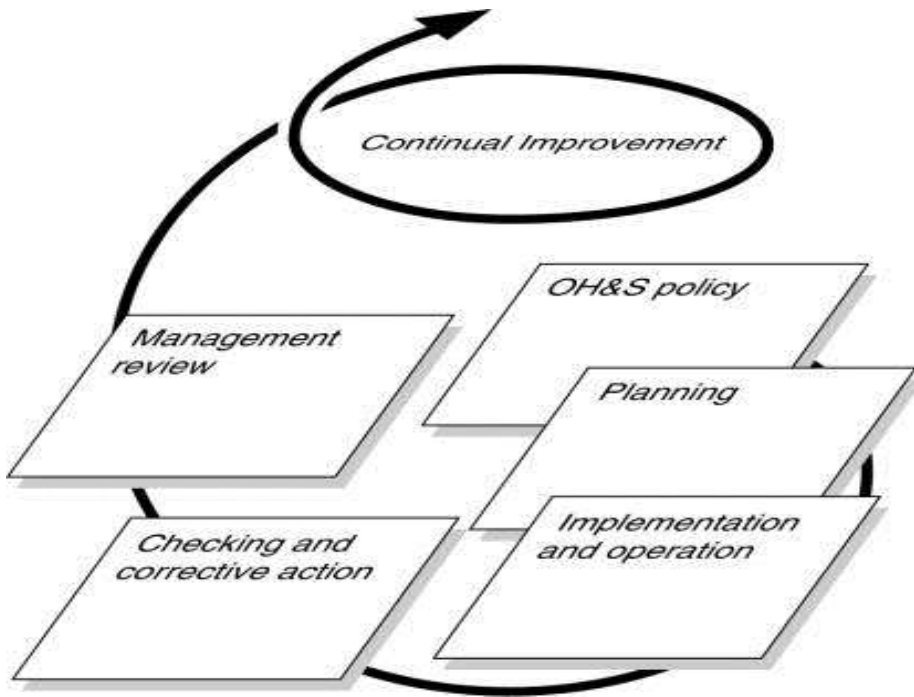 Continual Improvement
OH&S policy
Management
review
Planning
Implementation
and operation
Checking and
corrective action